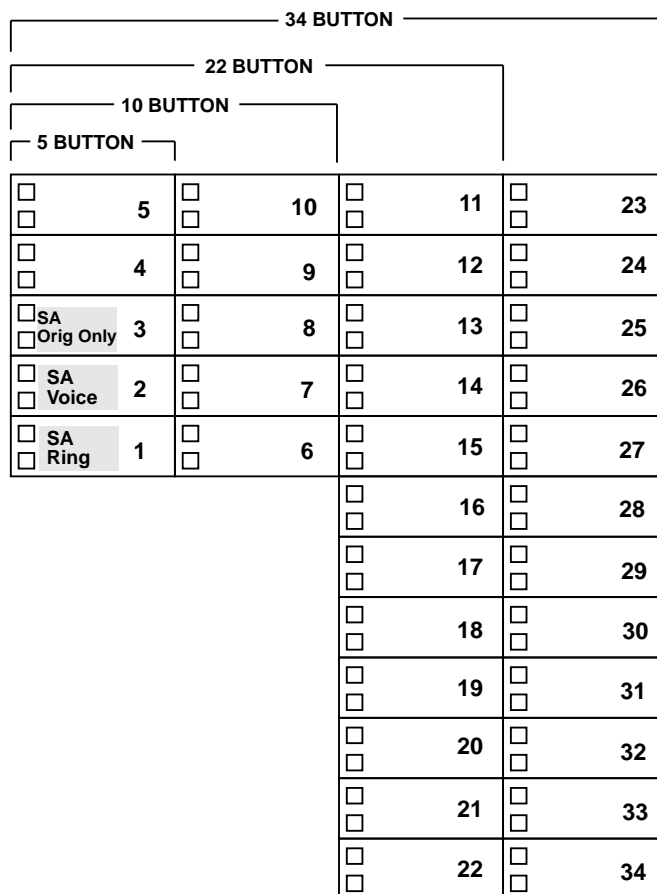 34 BUTTON
22 BUTTON
10 BUTTON
5 BUTTON
5 10 11 23
4 9 12 24
SA
Orig Only 3 8 13 25
SA
Voice 2 7 14 26
SA
Ring 1 6 15 27
16 28
17 29
18 30
19 31
20 32
21 33
22 34